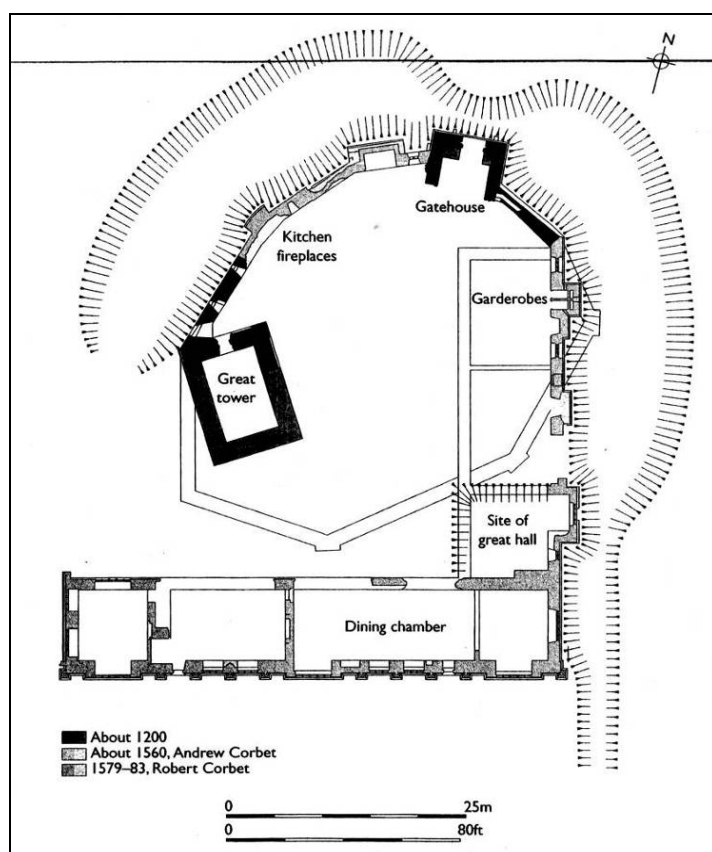 N
Gatehouse
Kitchen
fireplaces
Garderobes
Great
tower
Site of
great hall
Dining chamber
About 1200
About 1560, Andrew Corbet
1579–83, Robert Corbet
0 25m
0 80ft